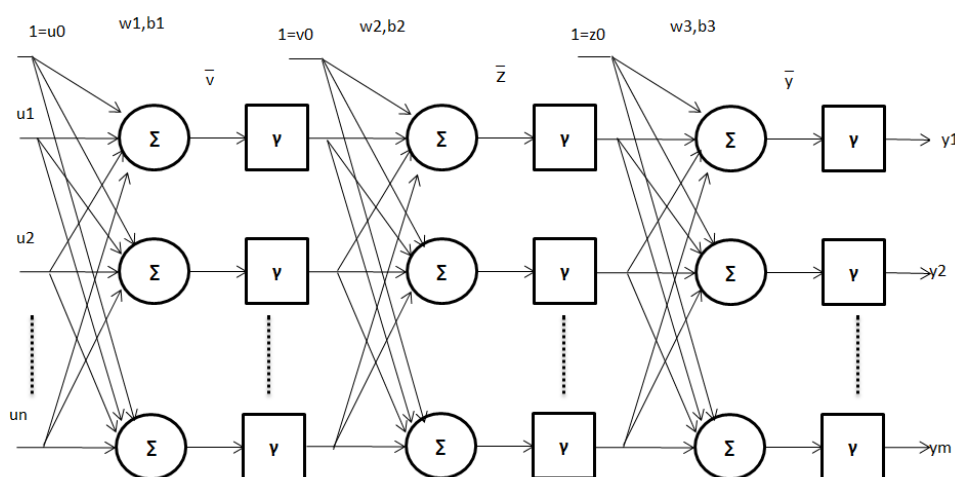 1=u0 w1,b1 1=v0 w2,b2 1=z0 w3,b3
v̄ z̄ ȳ
u1 Σ γ Σ γ Σ γ y1
u2 Σ γ Σ γ Σ γ y2
un Σ γ Σ γ Σ γ ym